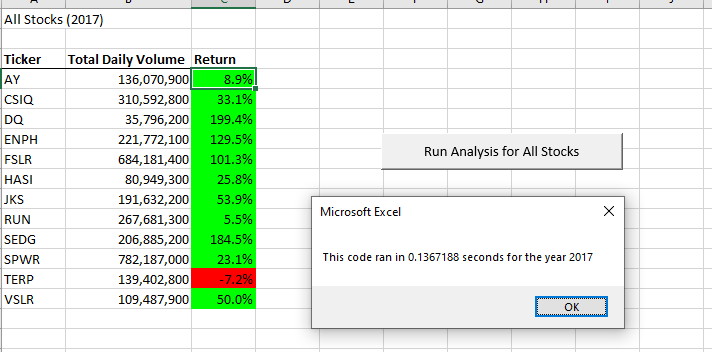 All Stocks (2017)
Ticker Total Daily Volume Return
AY 136,070,900 8.9%
CSIQ 310,592,800 33.1%
DQ 35,796,200 199.4%
ENPH 221,772,100 129.5%
FSLR 684,181,400 101.3%
HASI 80,949,300 25.8%
JKS 191,632,200 53.9%
RUN 267,681,300 5.5%
SEDG 206,885,000 184.5%
SPWR 782,187,000 23.1%
TERP 139,402,800 -7.2%
VSLR 109,487,900 50.0%
Run Analysis for All Stocks
Microsoft Excel
This code ran in 0.1367188 seconds for the year 2017
OK